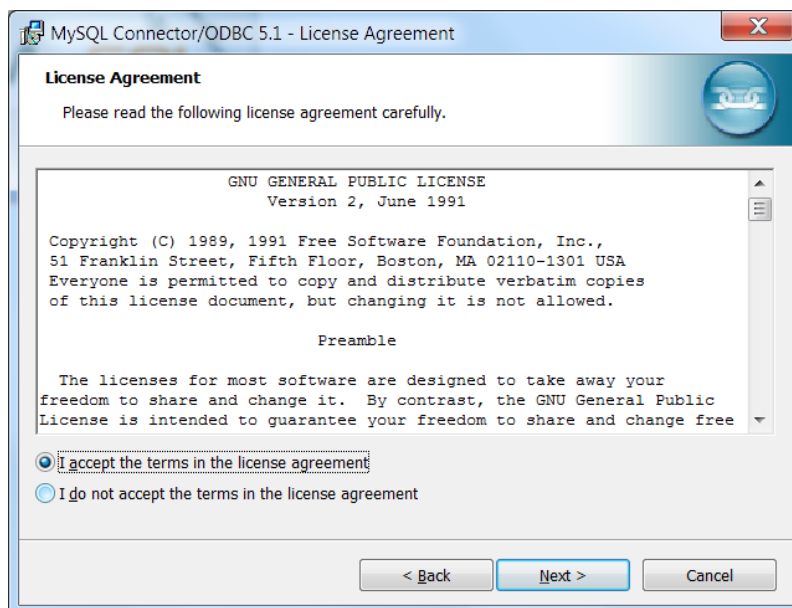 MySQL Connector/ODBC 5.1 - License Agreement
License Agreement
Please read the following license agreement carefully.
GNU GENERAL PUBLIC LICENSE
Version 2, June 1991
Copyright (C) 1989, 1991 Free Software Foundation, Inc.,
51 Franklin Street, Fifth Floor, Boston, MA 02110-1301 USA
Everyone is permitted to copy and distribute verbatim copies
of this license document, but changing it is not allowed.
Preamble
The licenses for most software are designed to take away your
freedom to share and change it.  By contrast, the GNU General Public
License is intended to guarantee your freedom to share and change free
I accept the terms in the license agreement
I do not accept the terms in the license agreement
< Back
Next >
Cancel